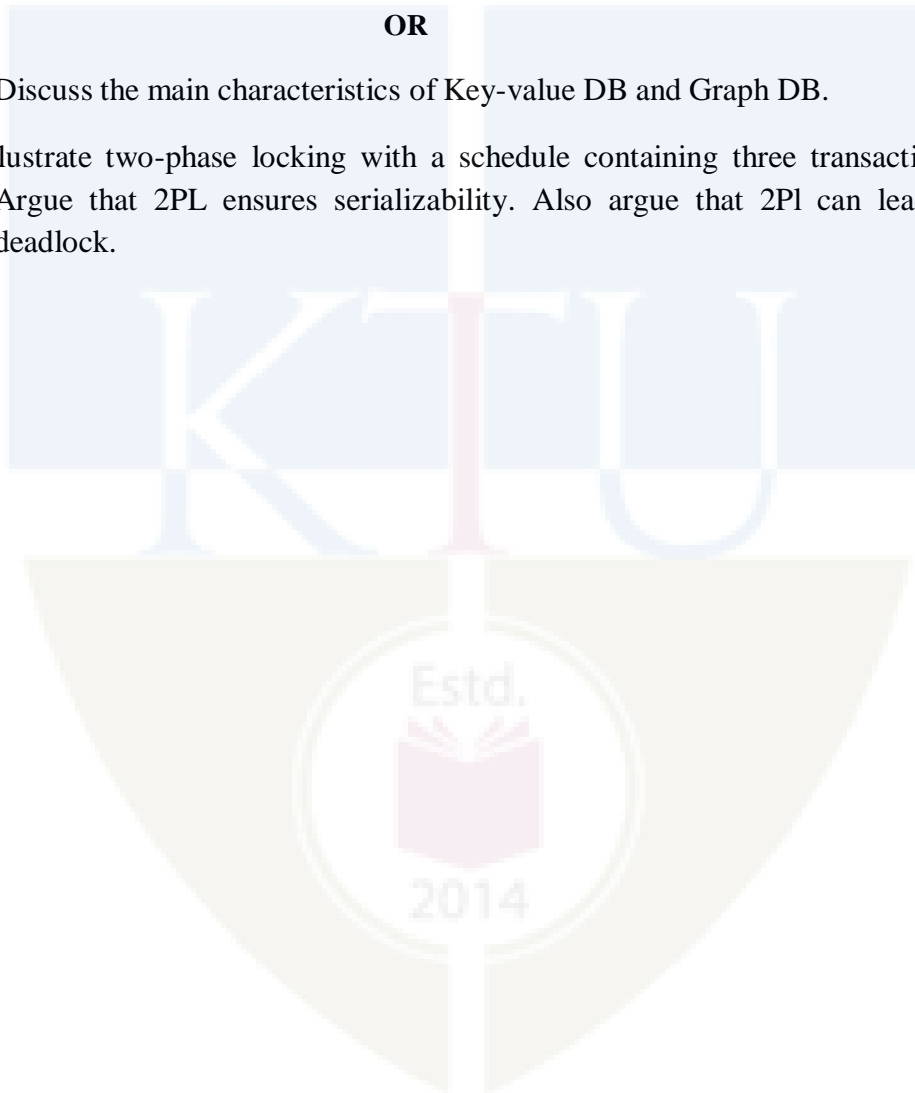 OR
Discuss the main characteristics of Key-value DB and Graph DB.
lustrate two-phase locking with a schedule containing three transacti
Argue that 2PL ensures serializability. Also argue that 2Pl can lea
deadlock.
KTU
Estd.
2014